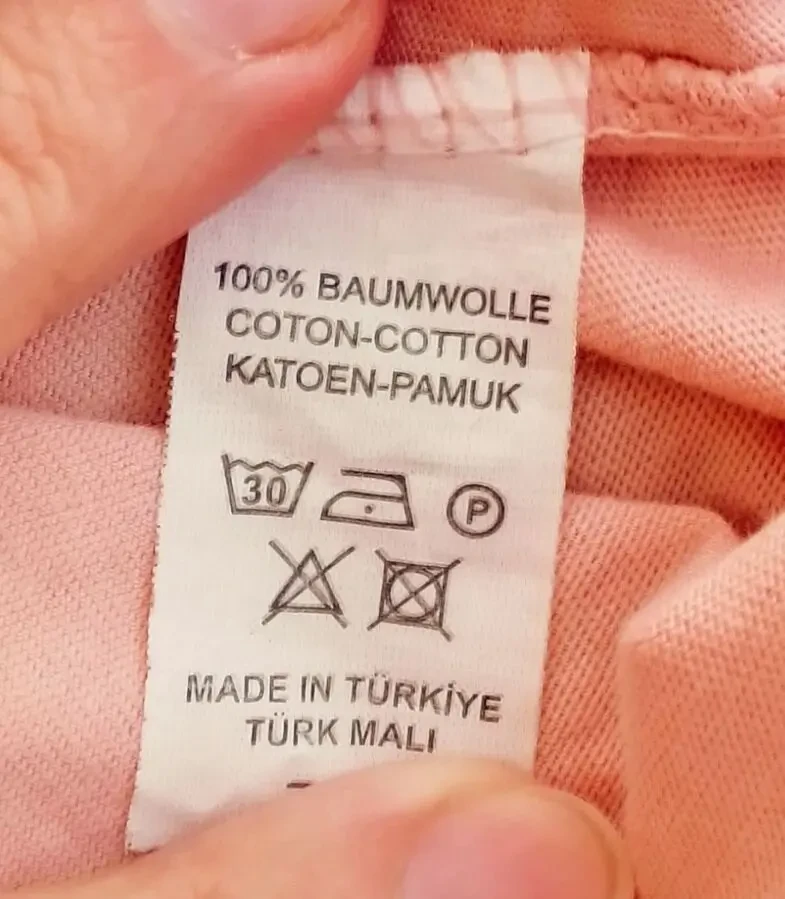 100% BAUMWOLLE
COTON-COTTON
KATOEN-PAMUK
30 P
MADE IN TÜRKİYE
TÜRK MALI